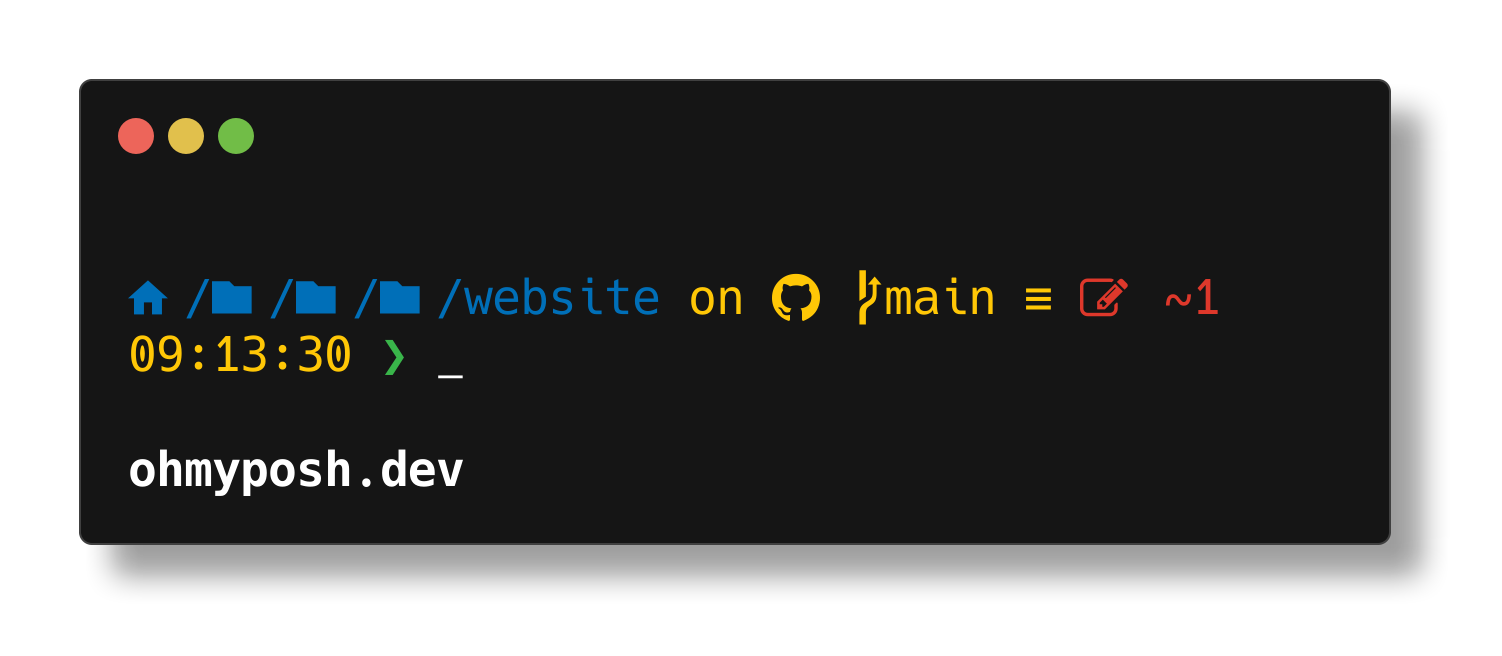 / / / /website on main ≡ ~1
09:13:30 ❯ _
ohmyposh.dev